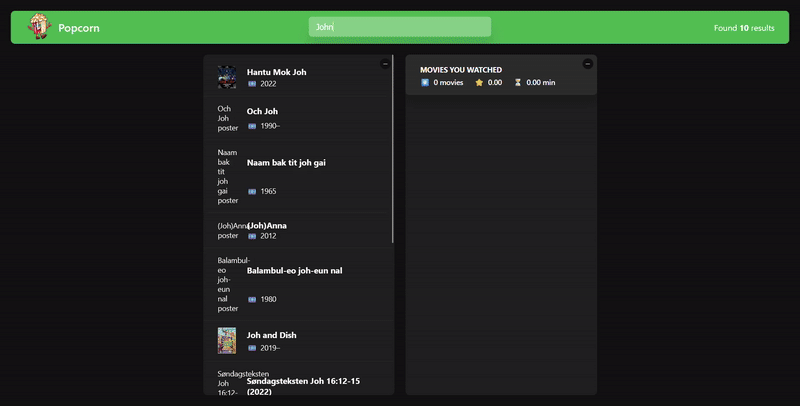 Popcorn
John
Found 10 results
Hantu Mok Joh
2022
Och
Joh
poster
Och Joh
1990–
Naam
bak
tit
joh
gai
poster
Naam bak tit joh gai
1965
(Joh)Anna
poster
(Joh)Anna
2012
Balambul-
eo
joh-
eun
nal
poster
Balambul-eo joh-eun nal
1980
Joh and Dish
2019–
Søndagsteksten
Joh
16:12-
Søndagsteksten Joh 16:12-15
(2022)
MOVIES YOU WATCHED
0 movies
0.00
0.00 min